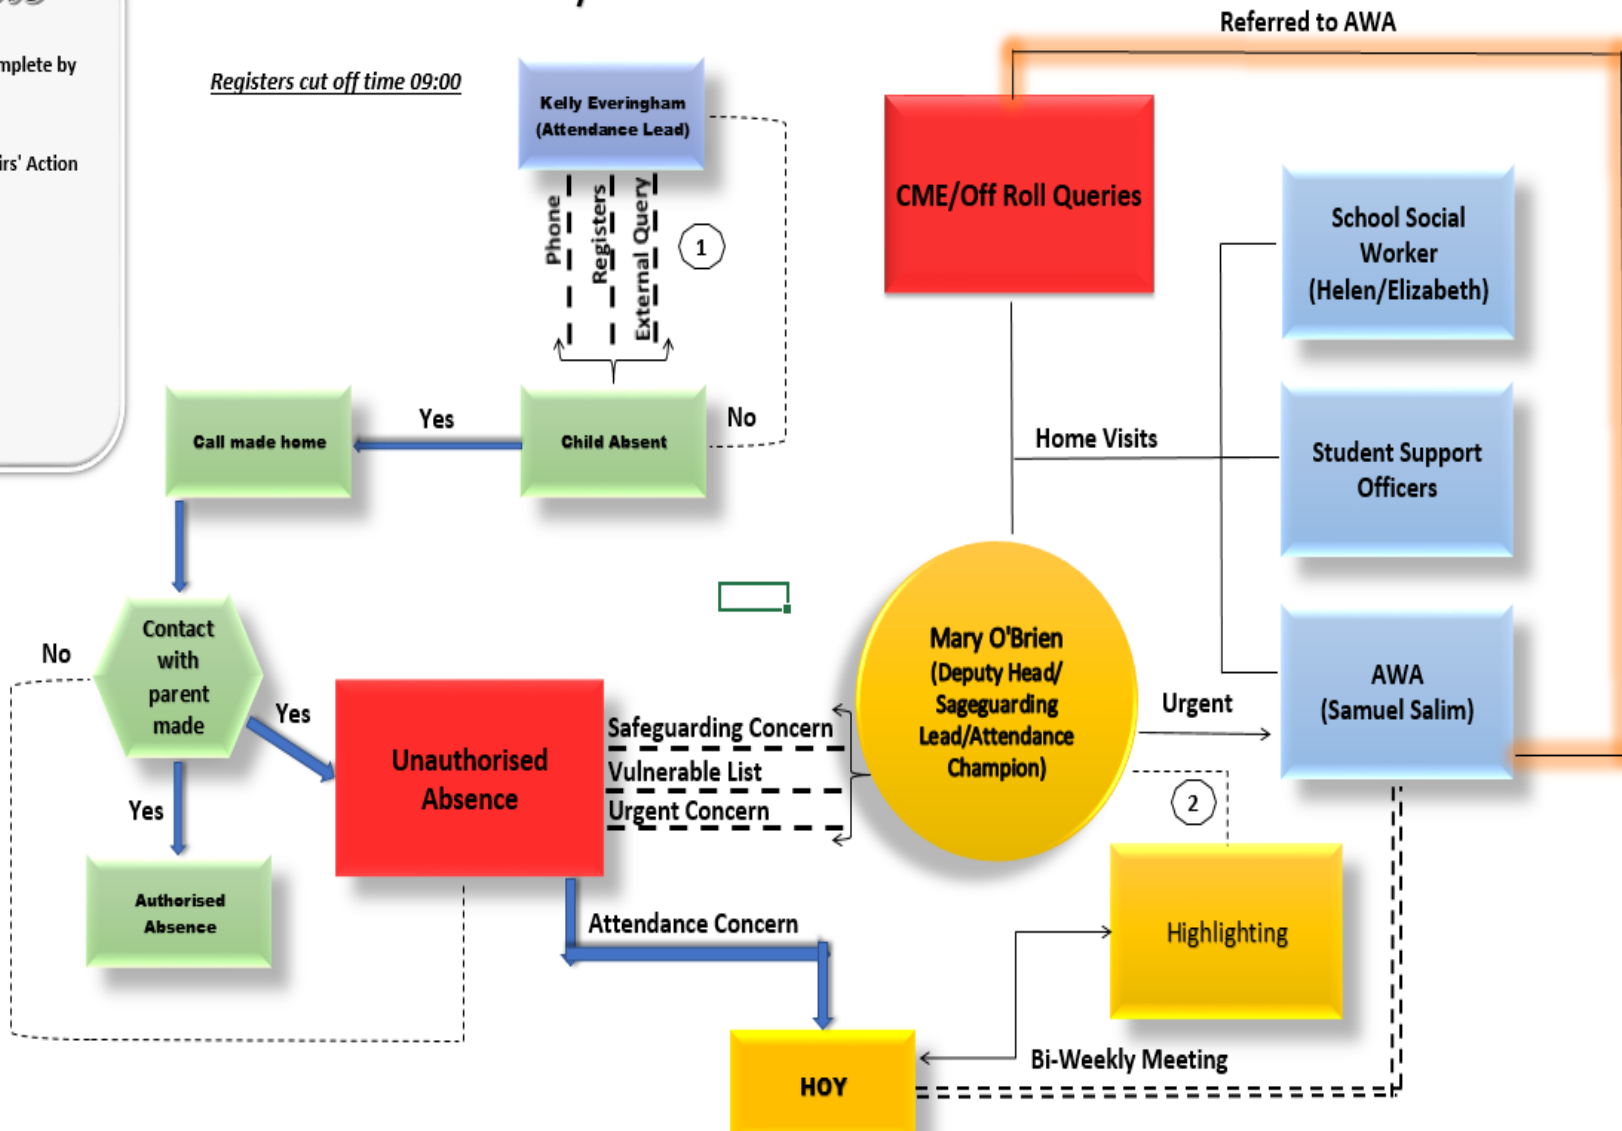 Referred to AWA
mplete by
Registers cut off time 09:00
irs' Action
Kelly Everingham
(Attendance Lead)
Phone
Registers
External Query
1
CME/Off Roll Queries
School Social
Worker
(Helen/Elizabeth)
Call made home
Yes
Child Absent
No
Home Visits
Student Support
Officers
Contact
with
parent
made
No
Yes
Yes
Authorised
Absence
Unauthorised
Absence
Safeguarding Concern
Vulnerable List
Urgent Concern
Mary O'Brien
(Deputy Head/
Sageguarding
Lead/Attendance
Champion)
Urgent
AWA
(Samuel Salim)
2
Attendance Concern
Highlighting
Bi-Weekly Meeting
HOY